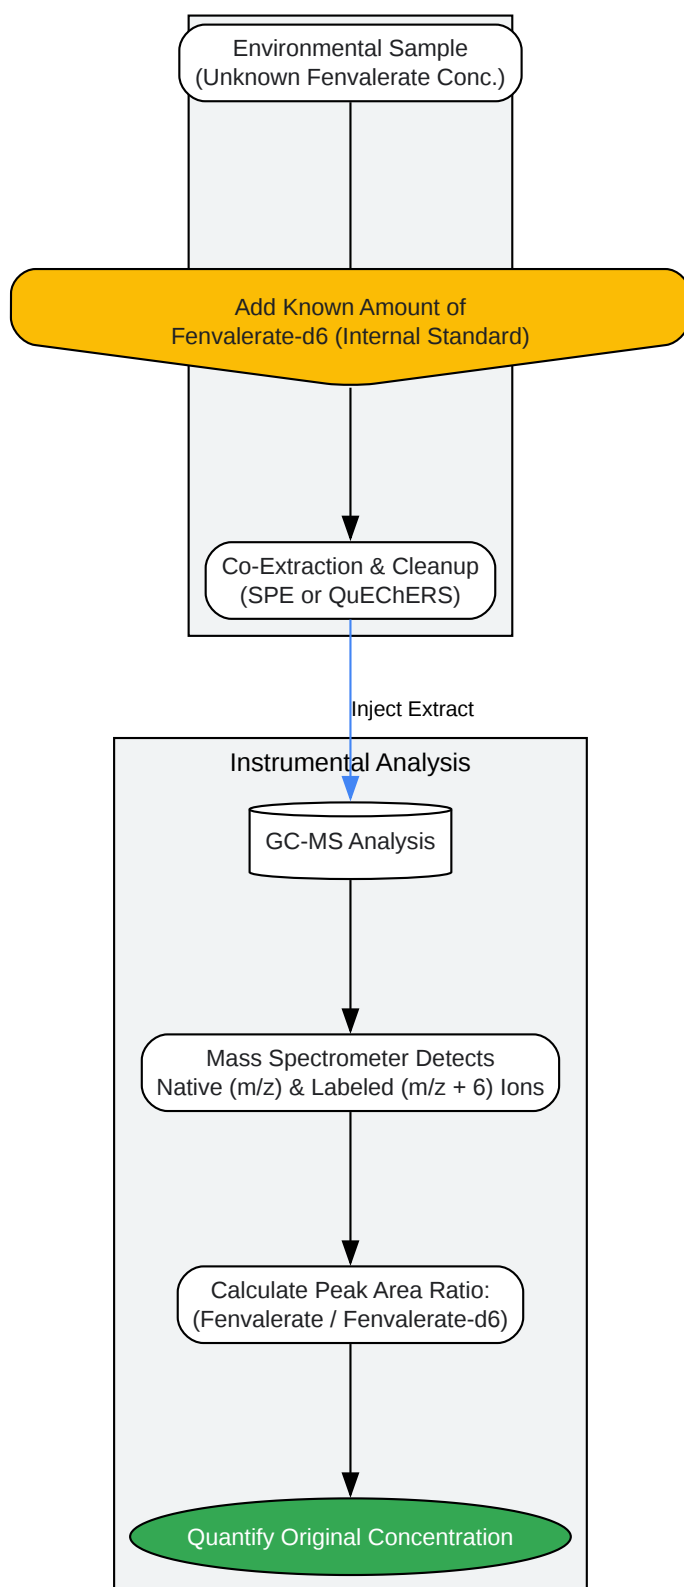 Environmental Sample
(Unknown Fenvalerate Conc.)
Add Known Amount of
Fenvalerate-d6 (Internal Standard)
Co-Extraction & Cleanup
(SPE or QuEChERS)
Inject Extract
Instrumental Analysis
GC-MS Analysis
Mass Spectrometer Detects
Native (m/z) & Labeled (m/z + 6) Ions
Calculate Peak Area Ratio:
(Fenvalerate / Fenvalerate-d6)
Quantify Original Concentration